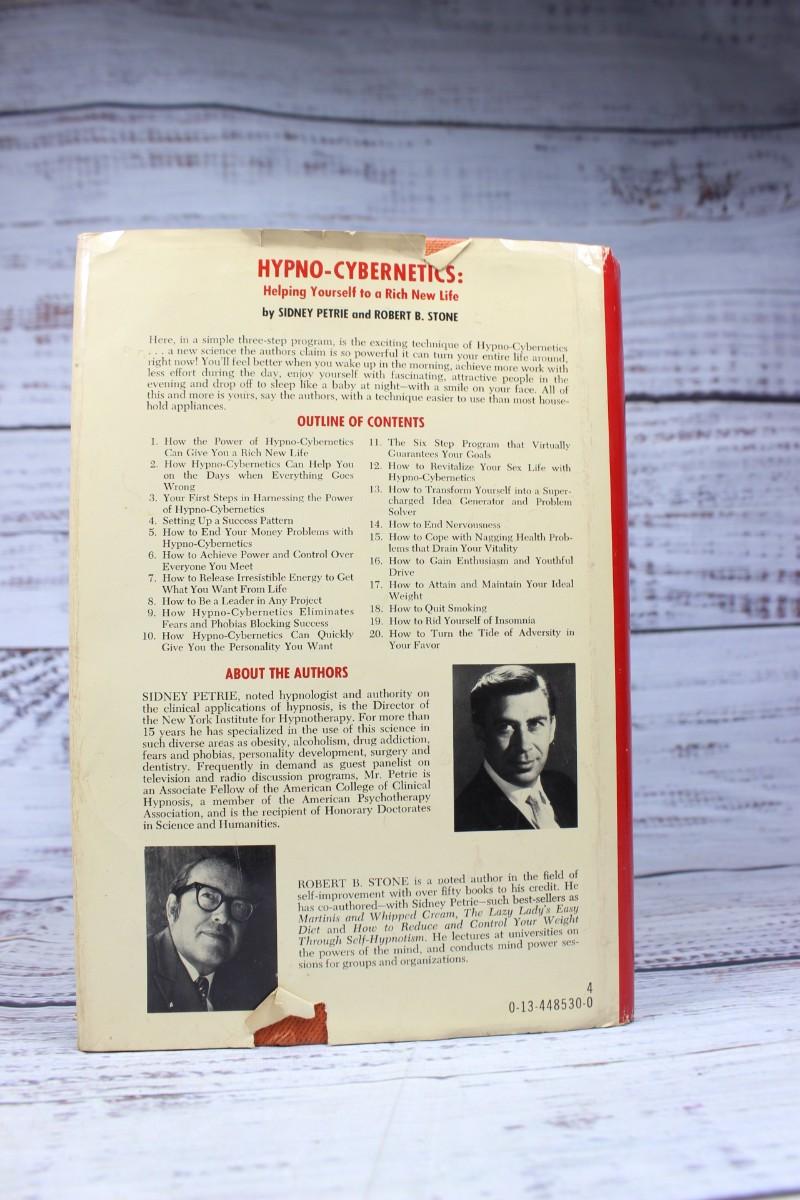 HYPNO-CYBERNETICS:
Helping Yourself to a Rich New Life
by SIDNEY PETRIE and ROBERT B. STONE
Here, in a simple three-step program, is the exciting technique of Hypno-Cybernetics
. . . a new science the authors claim is so powerful it can turn your entire life around,
right now! You'll feel better when you wake up in the morning, achieve more work with
less effort during the day, enjoy yourself with fascinating, attractive people in the
evening and drop off to sleep like a baby at night—with a smile on your face. All of
this and more is yours, say the authors, with a technique easier to use than most house-
hold appliances.
OUTLINE OF CONTENTS
1. How the Power of Hypno-Cybernetics
Can Give You a Rich New Life
2. How Hypno-Cybernetics Can Help You
on the Days when Everything Goes
Wrong
3. Your First Steps in Harnessing the Power
of Hypno-Cybernetics
4. Setting Up a Success Pattern
5. How to End Your Money Problems with
Hypno-Cybernetics
6. How to Achieve Power and Control Over
Everyone You Meet
7. How to Release Irresistible Energy to Get
What You Want From Life
8. How to Be a Leader in Any Project
9. How Hypno-Cybernetics Eliminates
Fears and Phobias Blocking Success
10. How Hypno-Cybernetics Can Quickly
Give You the Personality You Want
11. The Six Step Program that Virtually
Guarantees Your Goals
12. How to Revitalize Your Sex Life with
Hypno-Cybernetics
13. How to Transform Yourself into a Super-
charged Idea Generator and Problem
Solver
14. How to End Nervousness
15. How to Cope with Nagging Health Prob-
lems that Drain Your Vitality
16. How to Gain Enthusiasm and Youthful
Drive
17. How to Attain and Maintain Your Ideal
Weight
18. How to Quit Smoking
19. How to Rid Yourself of Insomnia
20. How to Turn the Tide of Adversity in
Your Favor
ABOUT THE AUTHORS
SIDNEY PETRIE, noted hypnologist and authority on
the clinical applications of hypnosis, is the Director of
the New York Institute for Hypnotherapy. For more than
15 years he has specialized in the use of this science in
such diverse areas as obesity, alcoholism, drug addiction,
fears and phobias, personality development, surgery and
dentistry. Frequently in demand as guest panelist on
television and radio discussion programs, Mr. Petrie is
an Associate Fellow of the American College of Clinical
Hypnosis, a member of the American Psychotherapy
Association, and is the recipient of Honorary Doctorates
in Science and Humanities.
ROBERT B. STONE is a noted author in the field of
self-improvement with over fifty books to his credit. He
has co-authored—with Sidney Petrie—such best-sellers as
Martinis and Whipped Cream, The Lazy Lady's Easy
Diet and How to Reduce and Control Your Weight
Through Self-Hypnotism. He lectures at universities on
the powers of the mind, and conducts mind power ses-
sions for groups and organizations.
4
0-13-448530-0